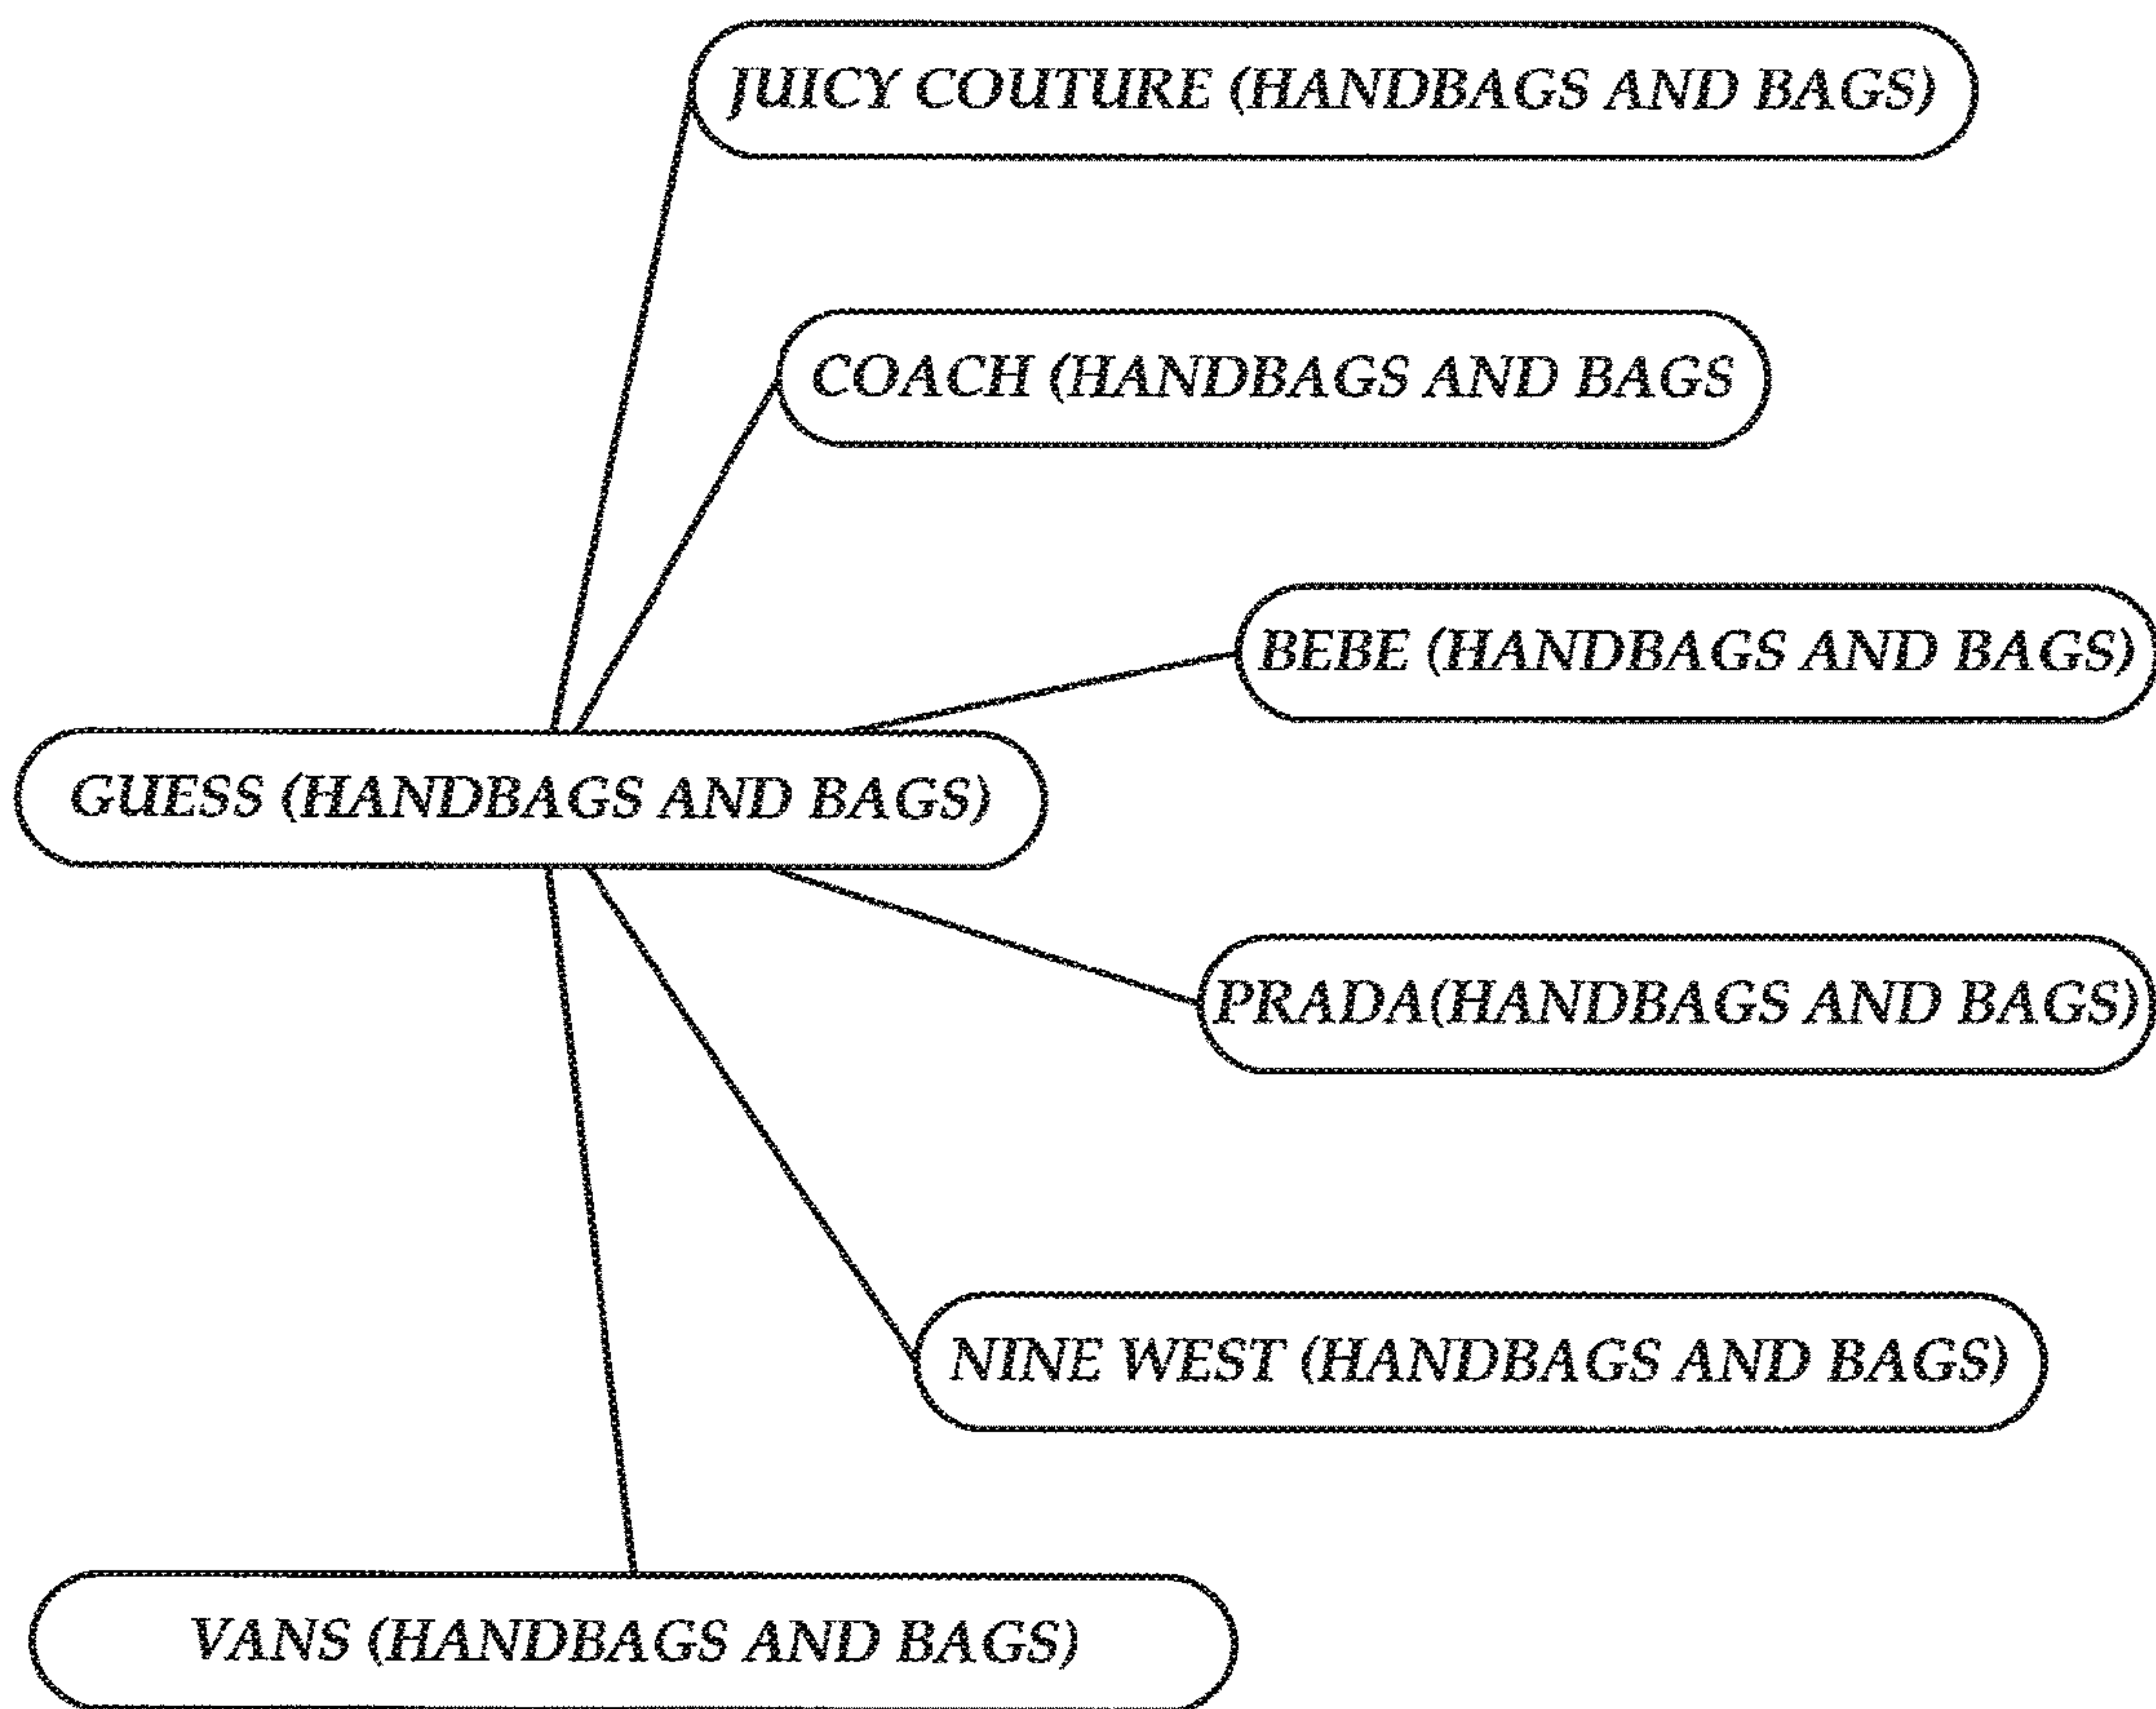 JUICY COUTURE (HANDBAGS AND BAGS)
COACH (HANDBAGS AND BAGS
BEBE (HANDBAGS AND BAGS)
GUESS (HANDBAGS AND BAGS)
PRADA(HANDBAGS AND BAGS)
NINE WEST (HANDBAGS AND BAGS)
VANS (HANDBAGS AND BAGS)